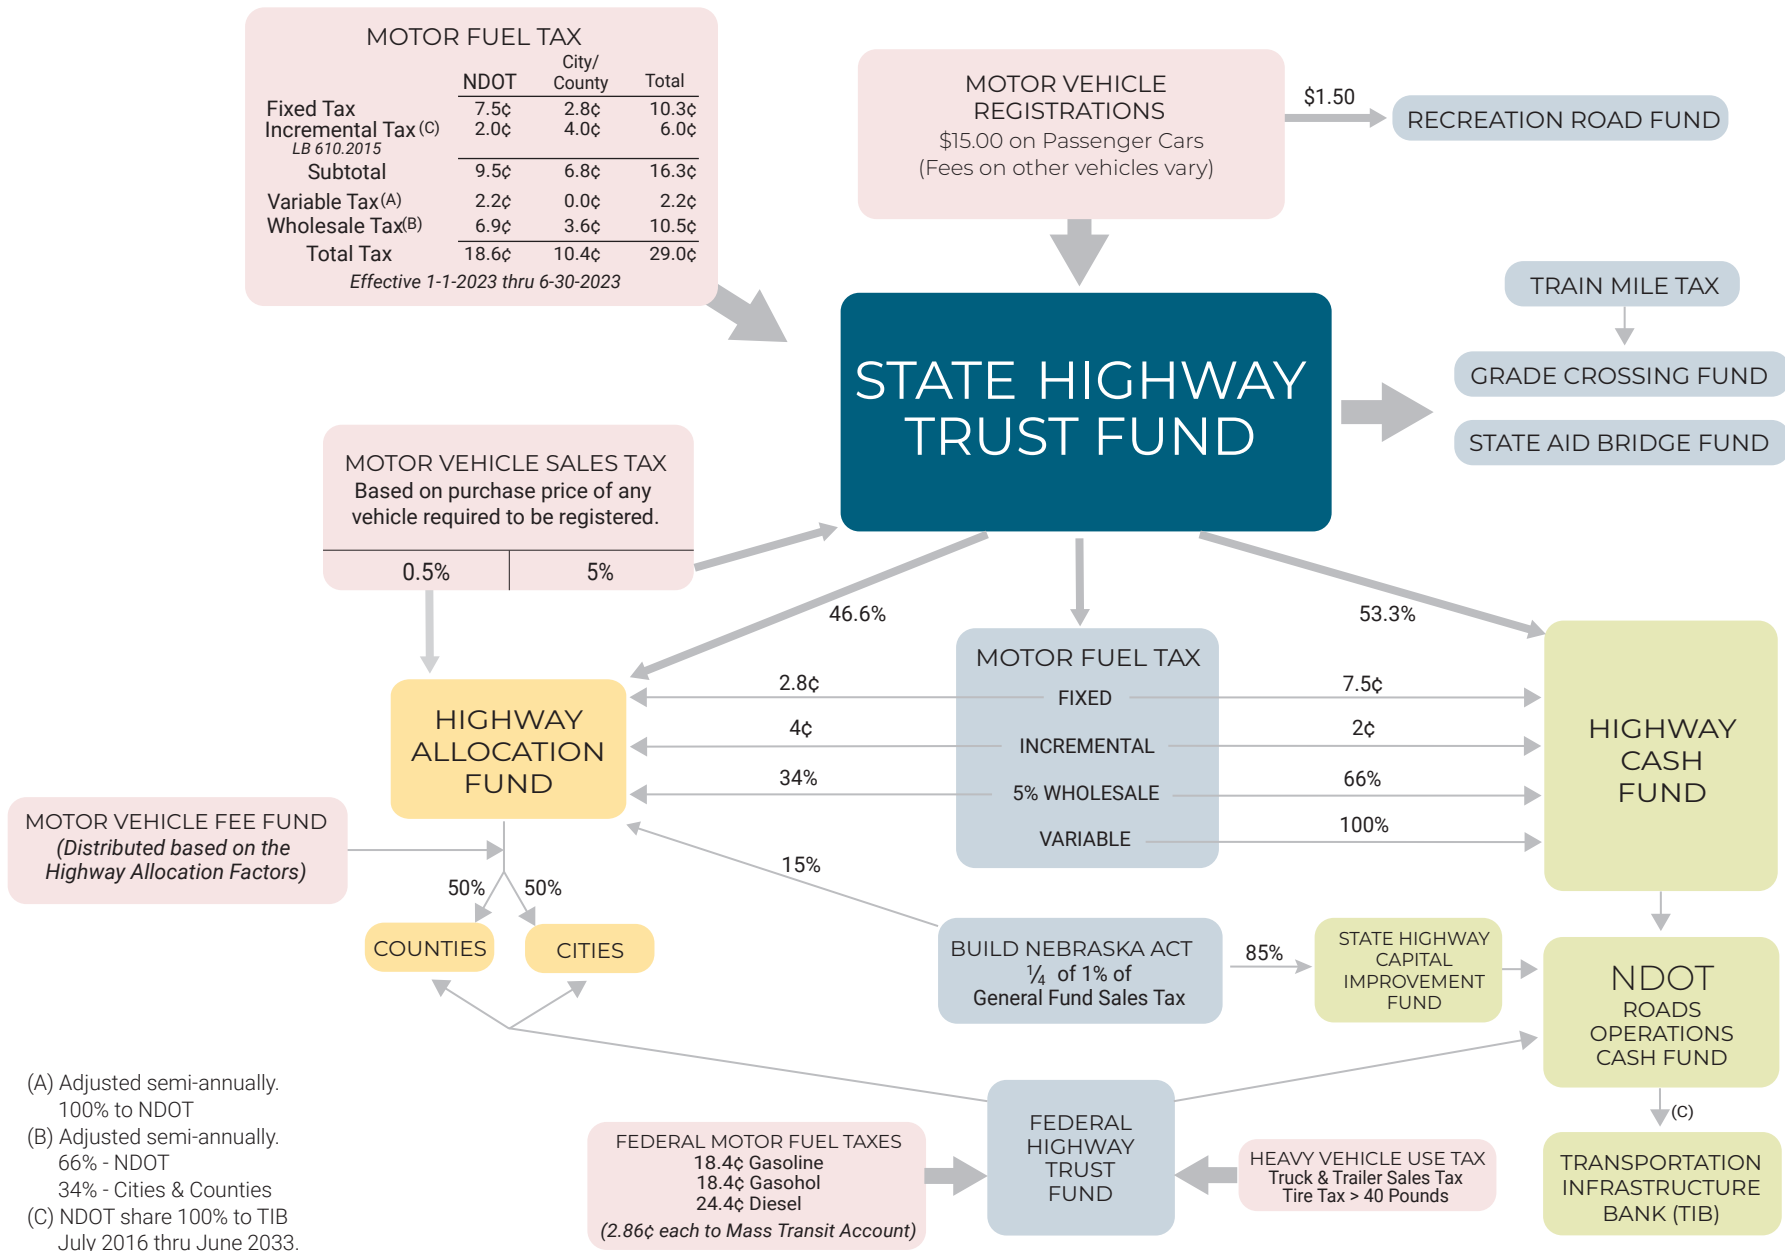 MOTOR FUEL TAX
NDOT City/ County Total
Fixed Tax 7.5¢ 2.8¢ 10.3¢
Incremental Tax (C) 2.0¢ 4.0¢ 6.0¢
LB 610.2015
Subtotal 9.5¢ 6.8¢ 16.3¢
Variable Tax (A) 2.2¢ 0.0¢ 2.2¢
Wholesale Tax(B) 6.9¢ 3.6¢ 10.5¢
Total Tax 18.6¢ 10.4¢ 29.0¢
Effective 1-1-2023 thru 6-30-2023
MOTOR VEHICLE
REGISTRATIONS
$15.00 on Passenger Cars
(Fees on other vehicles vary)
$1.50
RECREATION ROAD FUND
TRAIN MILE TAX
GRADE CROSSING FUND
STATE AID BRIDGE FUND
STATE HIGHWAY
TRUST FUND
MOTOR VEHICLE SALES TAX
Based on purchase price of any
vehicle required to be registered.
0.5% 5%
46.6%
53.3%
MOTOR FUEL TAX
2.8¢ FIXED 7.5¢
4¢ INCREMENTAL 2¢
34% 5% WHOLESALE 66%
VARIABLE 100%
HIGHWAY
ALLOCATION
FUND
HIGHWAY
CASH
FUND
MOTOR VEHICLE FEE FUND
(Distributed based on the
Highway Allocation Factors)
50% 50%
COUNTIES
CITIES
15%
BUILD NEBRASKA ACT
1/4 of 1% of
General Fund Sales Tax
85%
STATE HIGHWAY
CAPITAL
IMPROVEMENT
FUND
NDOT
ROADS
OPERATIONS
CASH FUND
(C)
TRANSPORTATION
INFRASTRUCTURE
BANK (TIB)
FEDERAL
HIGHWAY
TRUST
FUND
FEDERAL MOTOR FUEL TAXES
18.4¢ Gasoline
18.4¢ Gasohol
24.4¢ Diesel
(2.86¢ each to Mass Transit Account)
HEAVY VEHICLE USE TAX
Truck & Trailer Sales Tax
Tire Tax > 40 Pounds
(A) Adjusted semi-annually.
100% to NDOT
(B) Adjusted semi-annually.
66% - NDOT
34% - Cities & Counties
(C) NDOT share 100% to TIB
July 2016 thru June 2033.